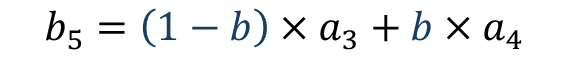 b₅ = (1 − b) × a₃ + b × a₄